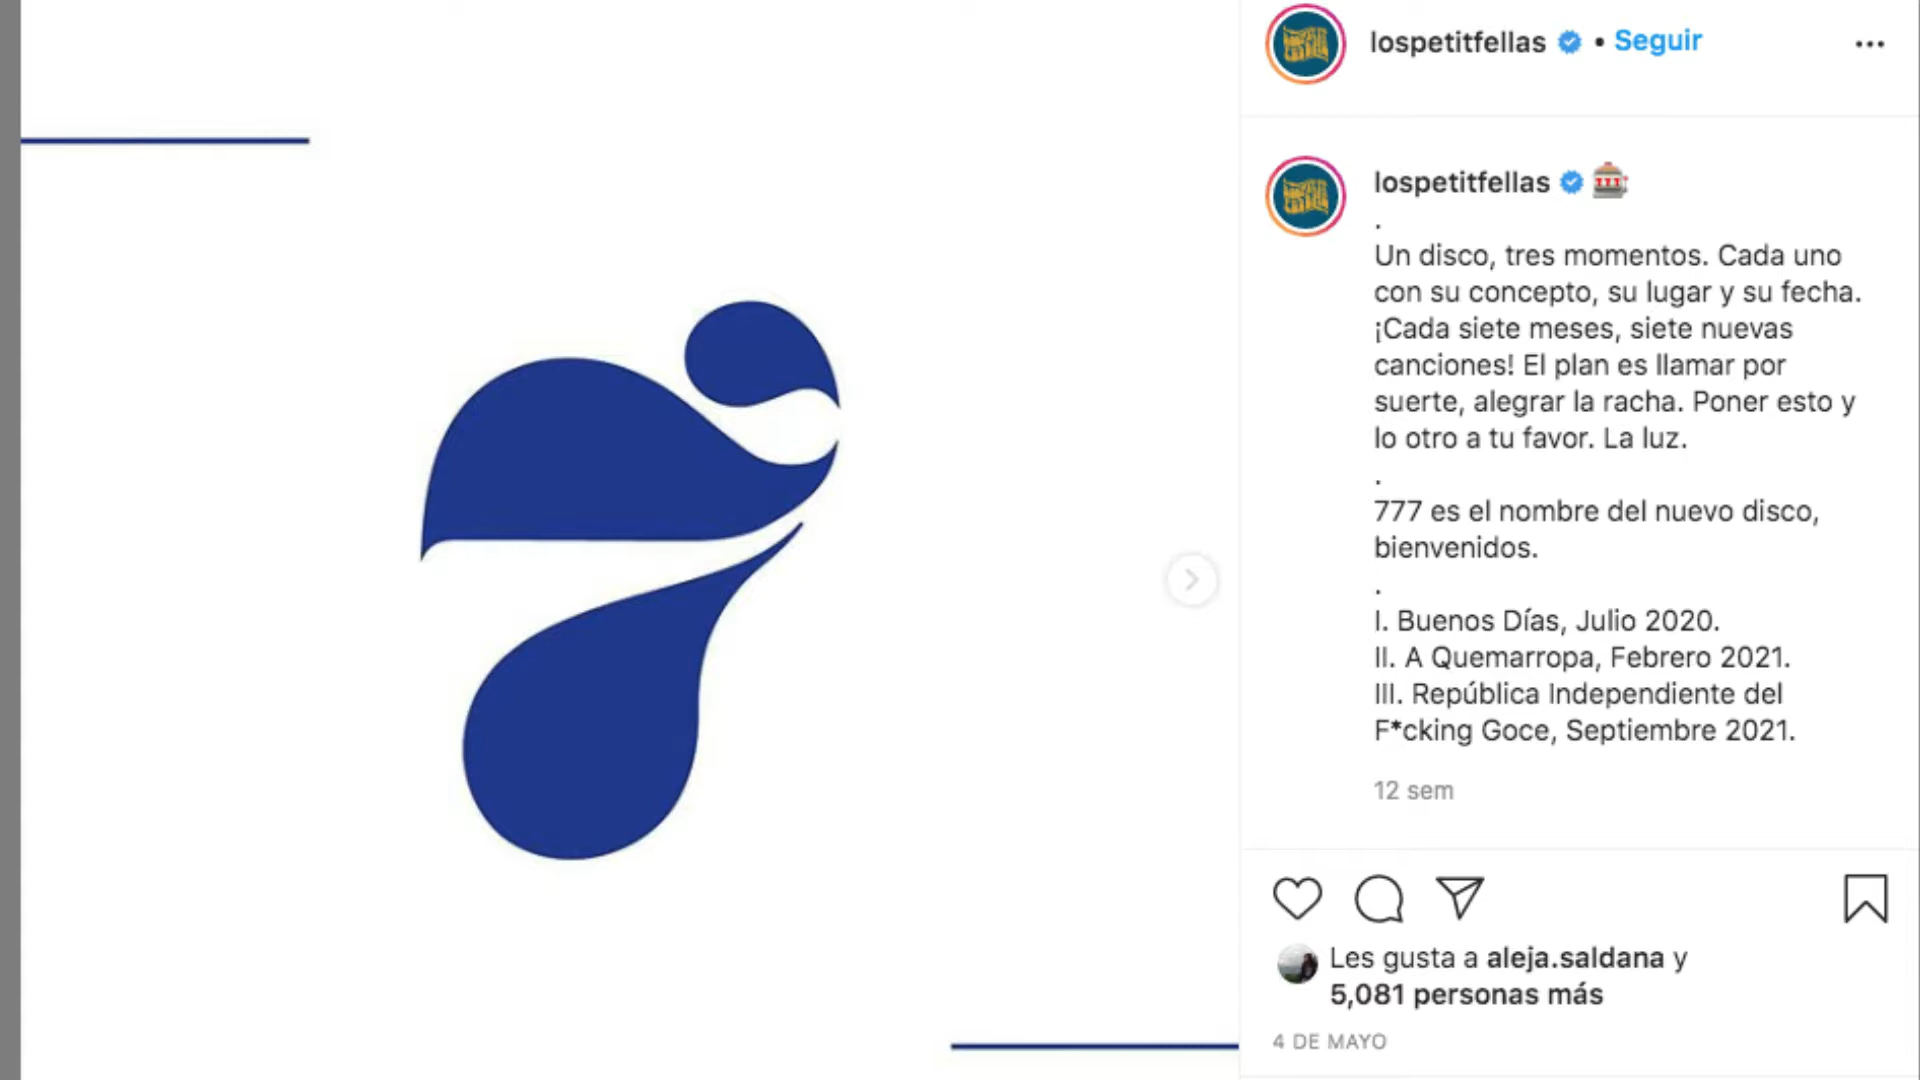 lospetitfellas • Seguir
lospetitfellas
.
Un disco, tres momentos. Cada uno
con su concepto, su lugar y su fecha.
¡Cada siete meses, siete nuevas
canciones! El plan es llamar por
suerte, alegrar la racha. Poner esto y
lo otro a tu favor. La luz.
.
777 es el nombre del nuevo disco,
bienvenidos.
.
I. Buenos Días, Julio 2020.
II. A Quemarropa, Febrero 2021.
III. República Independiente del
F*cking Goce, Septiembre 2021.
12 sem
Les gusta a aleja.saldana y
5,081 personas más
4 DE MAYO